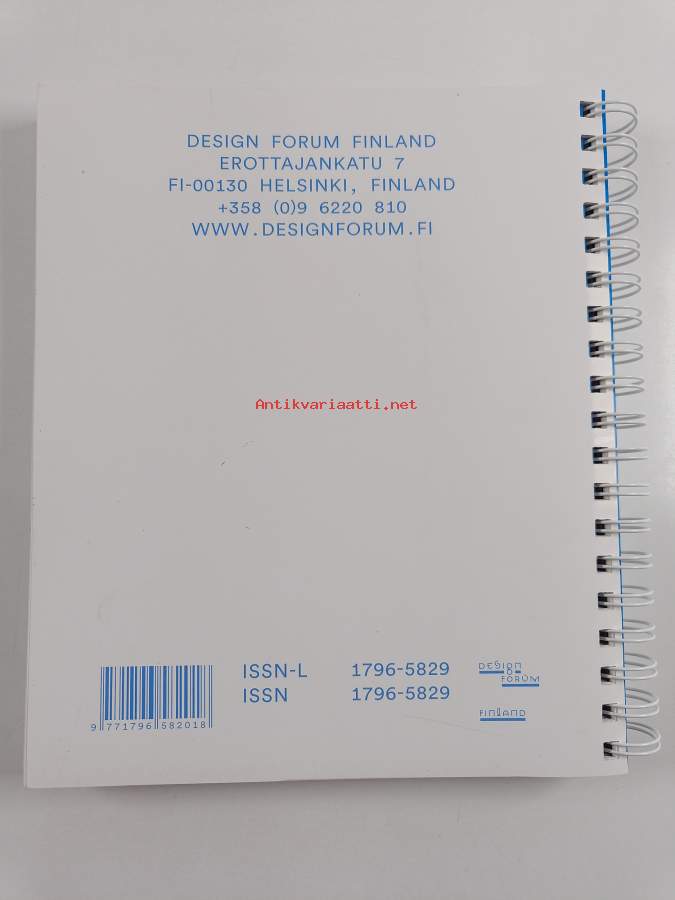 DESIGN FORUM FINLAND
EROTTAJANKATU 7
FI-00130 HELSINKI, FINLAND
+358 (0)9 6220 810
WWW.DESIGNFORUM.FI
Antikvariaatti.net
ISSN-L 1796-5829
ISSN 1796-5829
9 771796 582018
DESIGN
FORUM
FINLAND